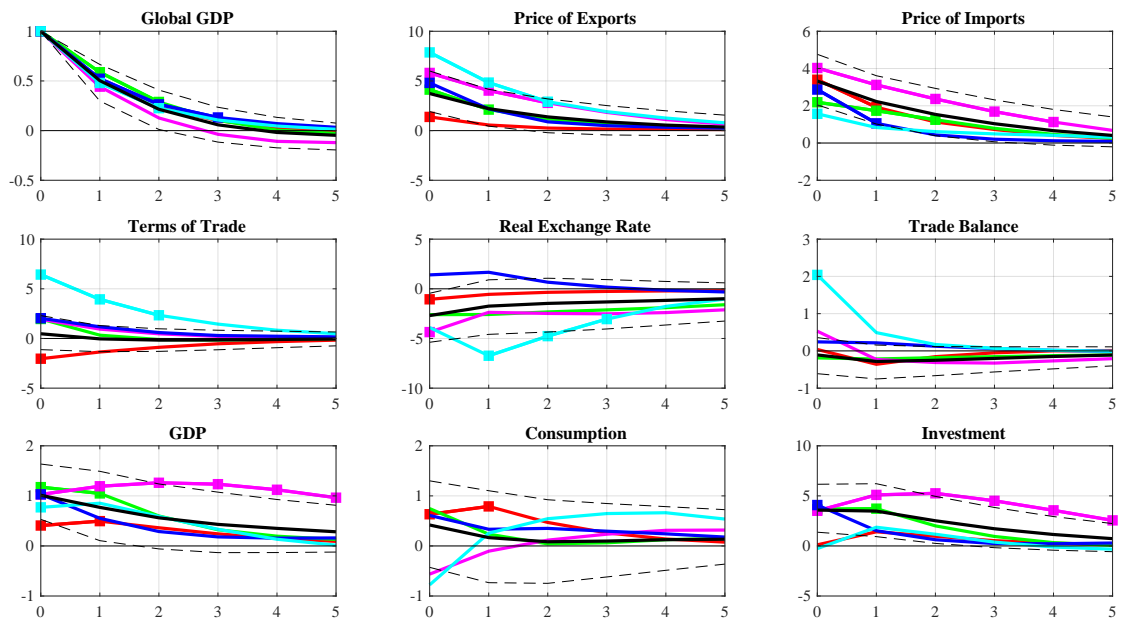 Global GDP
1
0.5
0
-0.5
0 1 2 3 4 5
Price of Exports
10
5
0
-5
0 1 2 3 4 5
Price of Imports
6
4
2
0
-2
0 1 2 3 4 5
Terms of Trade
10
5
0
-5
0 1 2 3 4 5
Real Exchange Rate
5
0
-5
-10
0 1 2 3 4 5
Trade Balance
3
2
1
0
-1
0 1 2 3 4 5
GDP
2
1
0
-1
0 1 2 3 4 5
Consumption
2
1
0
-1
0 1 2 3 4 5
Investment
10
5
0
-5
0 1 2 3 4 5